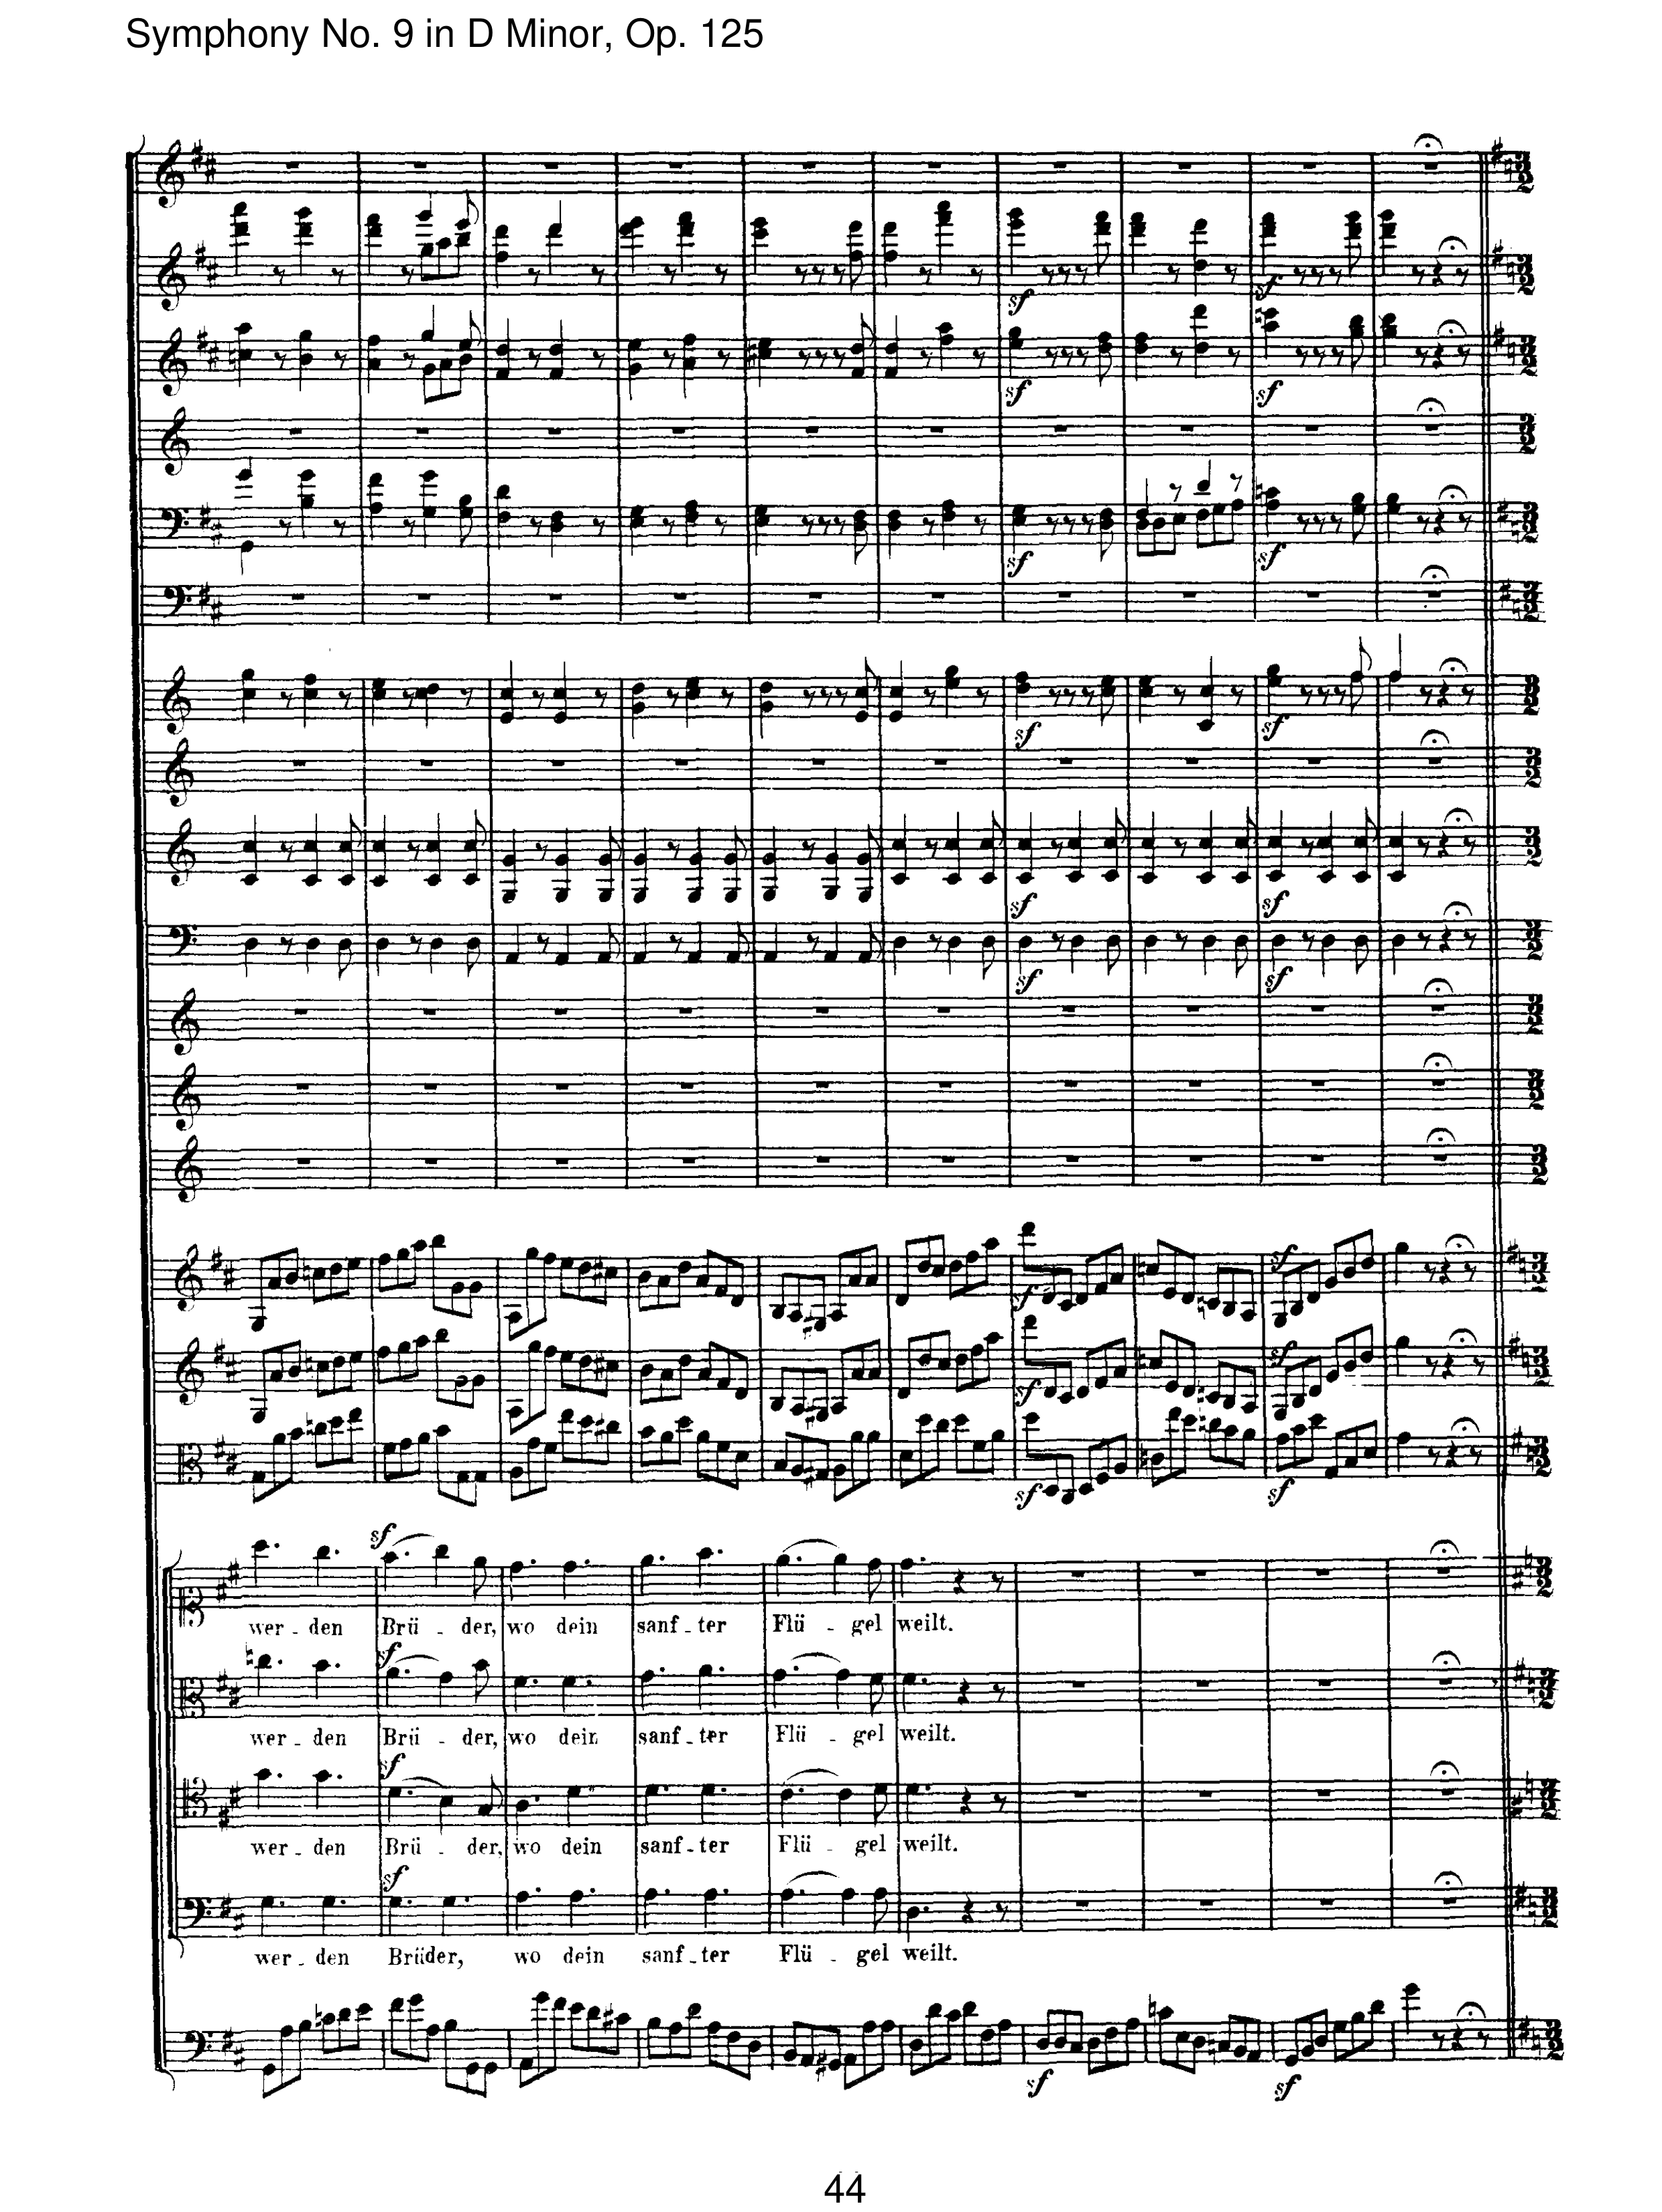 Symphony No. 9 in D Minor, Op. 125
sf sf
sf sf
sf sf
sf sf
sf sf
sf sf
sf sf
sf sf
sf sf
sf
wer - den Brü - der, wo dein sanf - ter Flü - gel weilt.
sf
wer - den Brü - der, wo dein sanf - ter Flü - gel weilt.
sf
wer - den Brü - der, wo dein sanf - ter Flü - gel weilt.
sf
wer - den Brüder, wo dein sanf - ter Flü - gel weilt.
sf sf
44